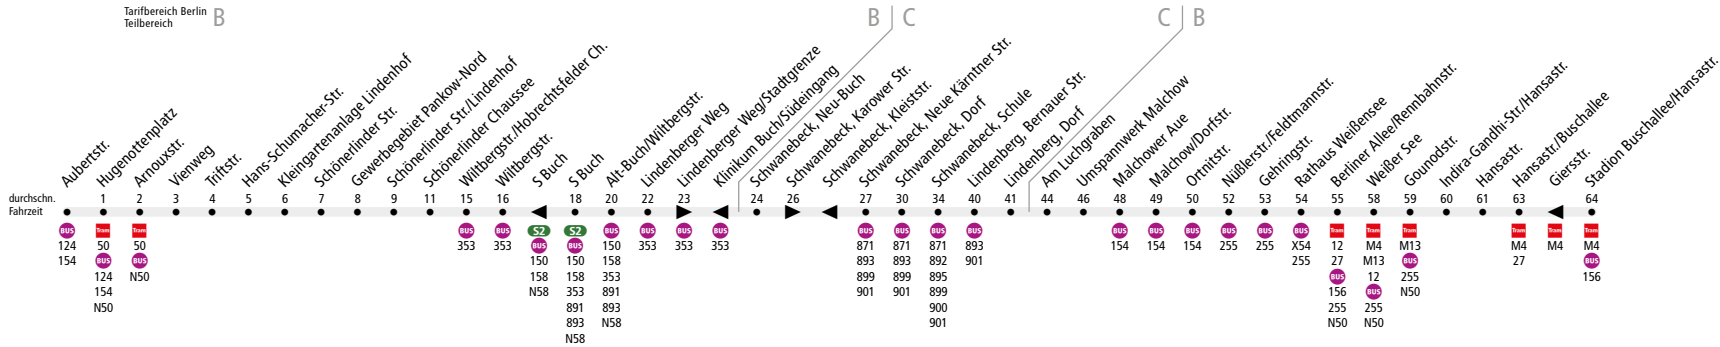 Tarifbereich Berlin
Teilbereich
B
B
C
C
B
Aubertstr.
Hugenottenplatz
Arnouxstr.
Vienweg
Triftstr.
Hans-Schumacher-Str.
Kleingartenanlage Lindenhof
Schönerlinder Str.
Gewerbegebiet Pankow-Nord
Schönerlinder Str./Lindenhof
Schönerlinder Chaussee
Wiltbergstr./Hobrechtsfelder Ch.
Wiltbergstr.
S Buch
S Buch
Alt-Buch/Wiltbergstr.
Lindenberger Weg
Lindenberger Weg/Stadtgrenze
Klinikum Buch/Südeingang
Schwanebeck, Neu-Buch
Schwanebeck, Karower Str.
Schwanebeck, Kleiststr.
Schwanebeck, Neue Kärntner Str.
Schwanebeck, Dorf
Schwanebeck, Schule
Lindenberg, Bernauer Str.
Lindenberg, Dorf
Am Luchgraben
Umspannwerk Malchow
Malchower Aue
Malchow/Dorfstr.
Ortnitstr.
Nüßlerstr./Feldtmannstr.
Gehringstr.
Rathaus Weißensee
Berliner Allee/Rennbahnstr.
Weißer See
Gounodstr.
Indira-Gandhi-Str./Hansastr.
Hansastr.
Hansastr./Buschallee
Giersstr.
Stadion Buschallee/Hansastr.
durchschn.
Fahrzeit
1 2 3 4 5 6 7 8 9 11 15 16 18 20 22 23 24 26 27 30 34 40 41 44 46 48 49 50 52 53 54 55 58 59 60 61 63 64
BUS
124
154
Tram
50
BUS
124
154
N50
Tram
50
BUS
N50
BUS
353
BUS
353
S2
BUS
150
158
N58
S2
BUS
150
158
353
891
893
N58
BUS
150
158
353
891
893
N58
BUS
353
BUS
353
BUS
353
BUS
871
893
899
901
BUS
871
893
899
901
BUS
871
892
895
899
900
901
BUS
893
901
BUS
154
BUS
154
BUS
154
BUS
255
BUS
255
BUS
X54
255
Tram
12
27
BUS
156
255
N50
Tram
M4
M13
12
BUS
255
N50
Tram
M13
BUS
255
N50
Tram
M4
27
Tram
M4
Tram
M4
BUS
156